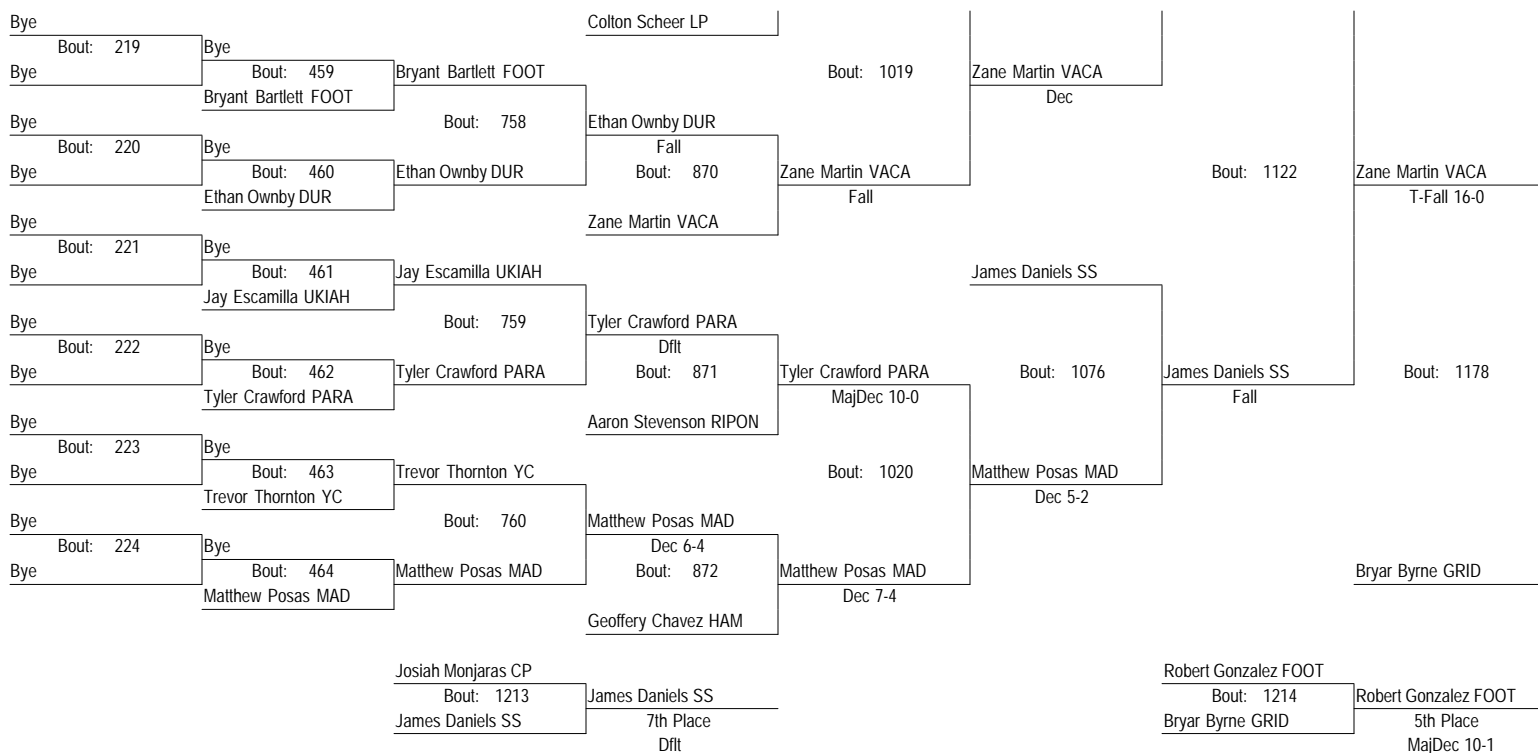 Bye Colton Scheer LP
Bout: 219 Bye
Bye Bout: 459 Bryant Bartlett FOOT Bout: 1019 Zane Martin VACA
Bryant Bartlett FOOT Dec
Bye Bout: 758 Ethan Ownby DUR
Bout: 220 Bye Fall
Bye Bout: 460 Ethan Ownby DUR Bout: 870 Zane Martin VACA Bout: 1122 Zane Martin VACA
Ethan Ownby DUR Fall T-Fall 16-0
Bye Zane Martin VACA
Bout: 221 Bye
Bye Bout: 461 Jay Escamilla UKIAH James Daniels SS
Jay Escamilla UKIAH
Bye Bout: 759 Tyler Crawford PARA
Bout: 222 Bye Dflt
Bye Bout: 462 Tyler Crawford PARA Bout: 871 Tyler Crawford PARA Bout: 1076 James Daniels SS Bout: 1178
Tyler Crawford PARA MajDec 10-0 Fall
Bye Aaron Stevenson RIPON
Bout: 223 Bye
Bye Bout: 463 Trevor Thornton YC Bout: 1020 Matthew Posas MAD
Trevor Thornton YC Dec 5-2
Bye Bout: 760 Matthew Posas MAD
Bout: 224 Bye Dec 6-4
Bye Bout: 464 Matthew Posas MAD Bout: 872 Matthew Posas MAD Bryar Byrne GRID
Matthew Posas MAD Dec 7-4
Geoffery Chavez HAM
Josiah Monjaras CP Robert Gonzalez FOOT
Bout: 1213 James Daniels SS Bout: 1214 Robert Gonzalez FOOT
James Daniels SS 7th Place Bryar Byrne GRID 5th Place
Dflt MajDec 10-1